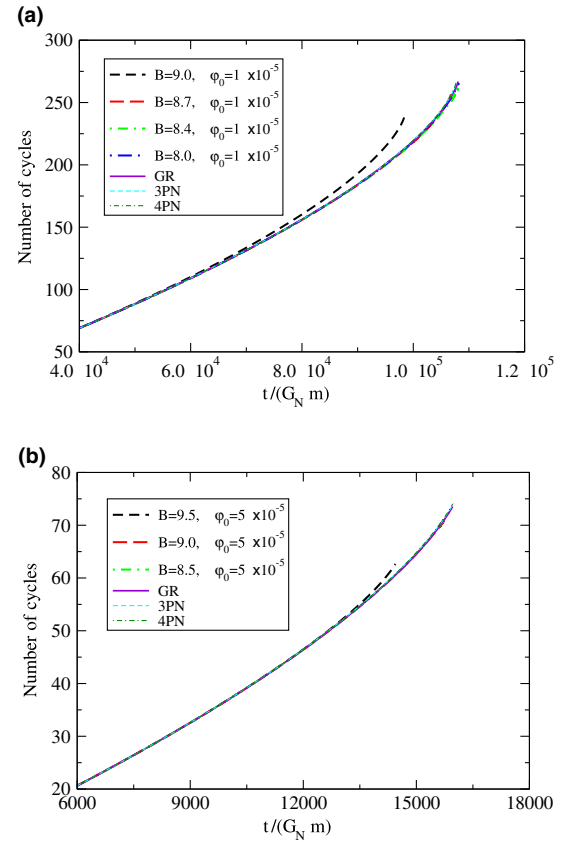 (a)
300
250
200
150
100
50
Number of cycles
B=9.0, φ0=1 x10-5
B=8.7, φ0=1 x10-5
B=8.4, φ0=1 x10-5
B=8.0, φ0=1 x10-5
GR
3PN
4PN
4.0 10^4 6.0 10^4 8.0 10^4 1.0 10^5 1.2 10^5
t/(G_N m)
(b)
80
70
60
50
40
30
20
Number of cycles
B=9.5, φ0=5 x10-5
B=9.0, φ0=5 x10-5
B=8.5, φ0=5 x10-5
GR
3PN
4PN
6000 9000 12000 15000 18000
t/(G_N m)